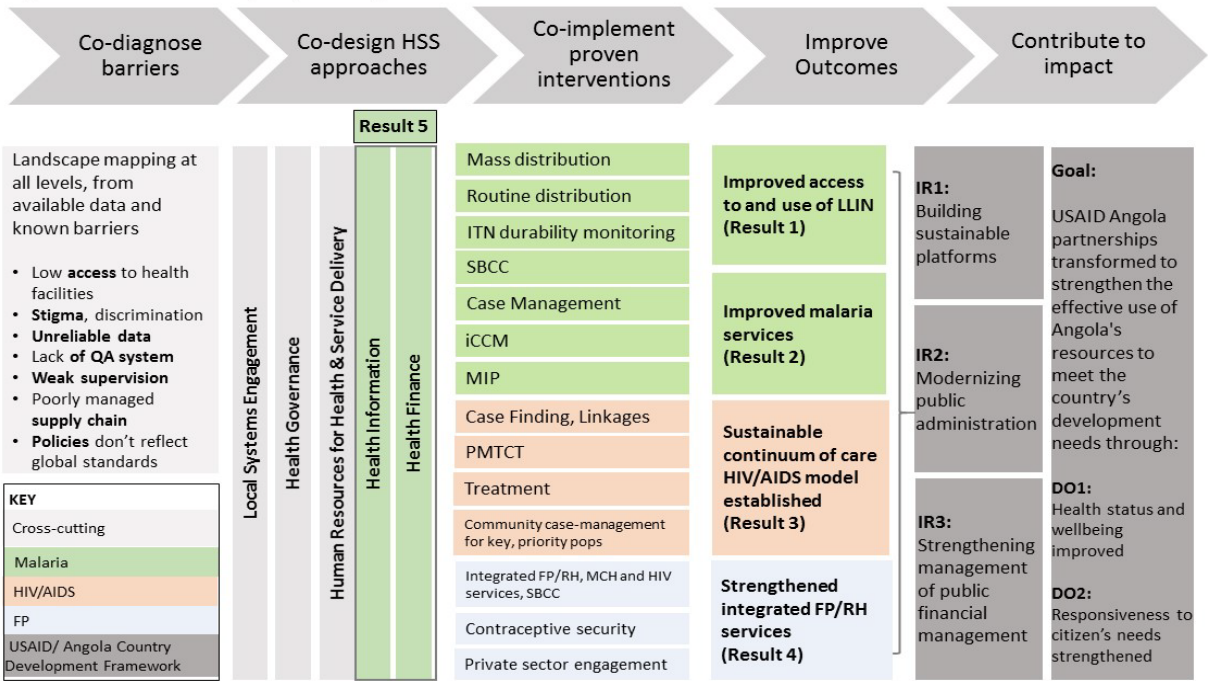 Co-diagnose
barriers
Co-design HSS
approaches
Co-implement
proven
interventions
Improve
Outcomes
Contribute to
impact
Landscape mapping at
all levels, from
available data and
known barriers
• Low access to health
facilities
• Stigma, discrimination
• Unreliable data
• Lack of QA system
• Weak supervision
• Poorly managed
supply chain
• Policies don't reflect
global standards
KEY
Cross-cutting
Malaria
HIV/AIDS
FP
USAID/ Angola Country
Development Framework
Result 5
Local Systems Engagement
Health Governance
Human Resources for Health & Service Delivery
Health Information
Health Finance
Mass distribution
Routine distribution
ITN durability monitoring
SBCC
Case Management
iCCM
MIP
Case Finding, Linkages
PMTCT
Treatment
Community case-management
for key, priority pops
Integrated FP/RH, MCH and HIV
services, SBCC
Contraceptive security
Private sector engagement
Improved access
to and use of LLIN
(Result 1)
Improved malaria
services
(Result 2)
Sustainable
continuum of care
HIV/AIDS model
established
(Result 3)
Strengthened
integrated FP/RH
services
(Result 4)
IR1:
Building
sustainable
platforms
IR2:
Modernizing
public
administration
IR3:
Strengthening
management
of public
financial
management
Goal:
USAID Angola
partnerships
transformed to
strengthen the
effective use of
Angola's
resources to
meet the
country's
development
needs through:
DO1:
Health status and
wellbeing
improved
DO2:
Responsiveness to
citizen's needs
strengthened